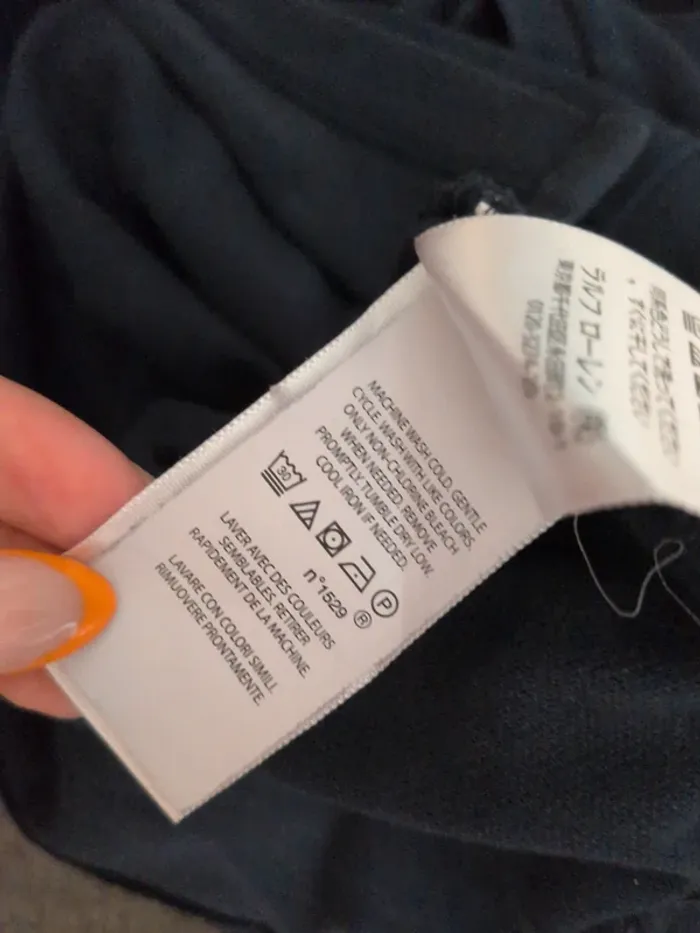 MACHINE WASH COLD, GENTLE
CYCLE. WASH WITH LIKE COLORS.
ONLY NON-CHLORINE BLEACH
WHEN NEEDED. REMOVE
PROMPTLY. TUMBLE DRY LOW.
COOL IRON IF NEEDED.
30
P
n°1529 ®
LAVER AVEC DES COULEURS
SEMBLABLES. RETIRER
RAPIDEMENT DE LA MACHINE.
LAVARE CON COLORI SIMILI.
RIMUOVERE PRONTAMENTE.
ラルフ ローレン